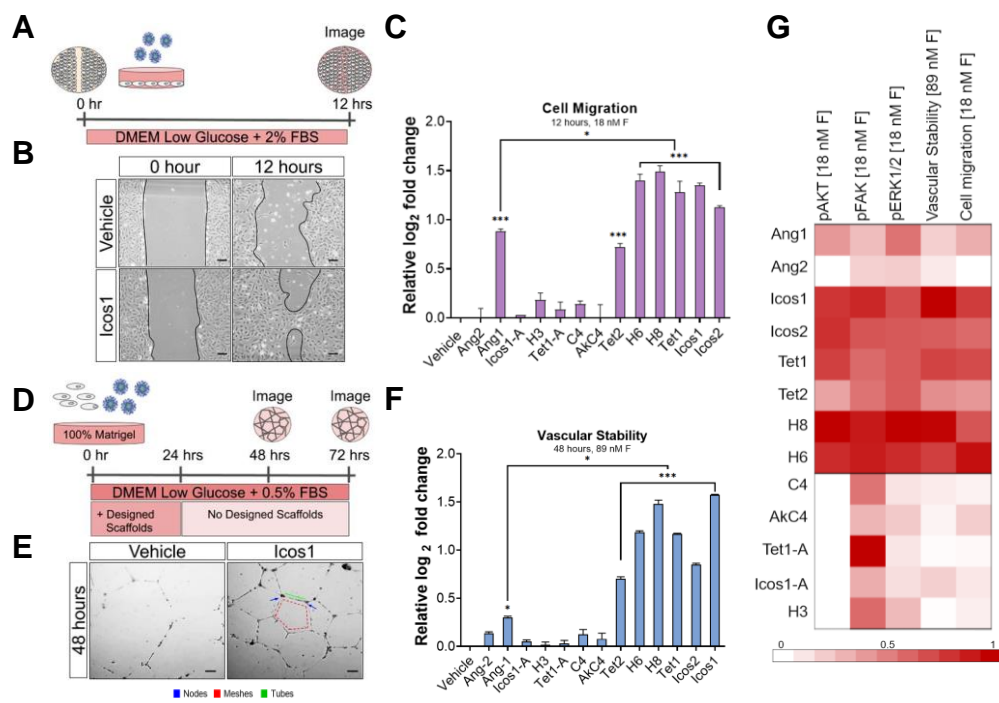 A
Image
0 hr
12 hrs
DMEM Low Glucose + 2% FBS
B
0 hour
12 hours
Vehicle
Icos1
C
Cell Migration
12 hours, 18 nM F
Relative log2 fold change
2.0
1.5
1.0
0.5
0.0
*
***
***
***
Vehicle
Ang2
Ang1
Icos1-A
H3
Tet1-A
C4
AkC4
Tet2
H6
H8
Tet1
Icos1
Icos2
D
100% Matrigel
Image
Image
0 hr
24 hrs
48 hrs
72 hrs
DMEM Low Glucose + 0.5% FBS
+ Designed
Scaffolds
No Designed Scaffolds
E
Vehicle
Icos1
48 hours
Nodes
Meshes
Tubes
F
Vascular Stability
48 hours, 89 nM F
Relative log 2 fold change
2.0
1.5
1.0
0.5
0.0
*
*
***
Vehicle
Ang-2
Ang-1
Icos1-A
H3
Tet1-A
C4
AkC4
Tet2
H6
H8
Tet1
Icos2
Icos1
G
pAKT [18 nM F]
pFAK [18 nM F]
pERK1/2 [18 nM F]
Vascular Stability [89 nM F]
Cell migration [18 nM F]
Ang1
Ang2
Icos1
Icos2
Tet1
Tet2
H8
H6
C4
AkC4
Tet1-A
Icos1-A
H3
0
0.5
1